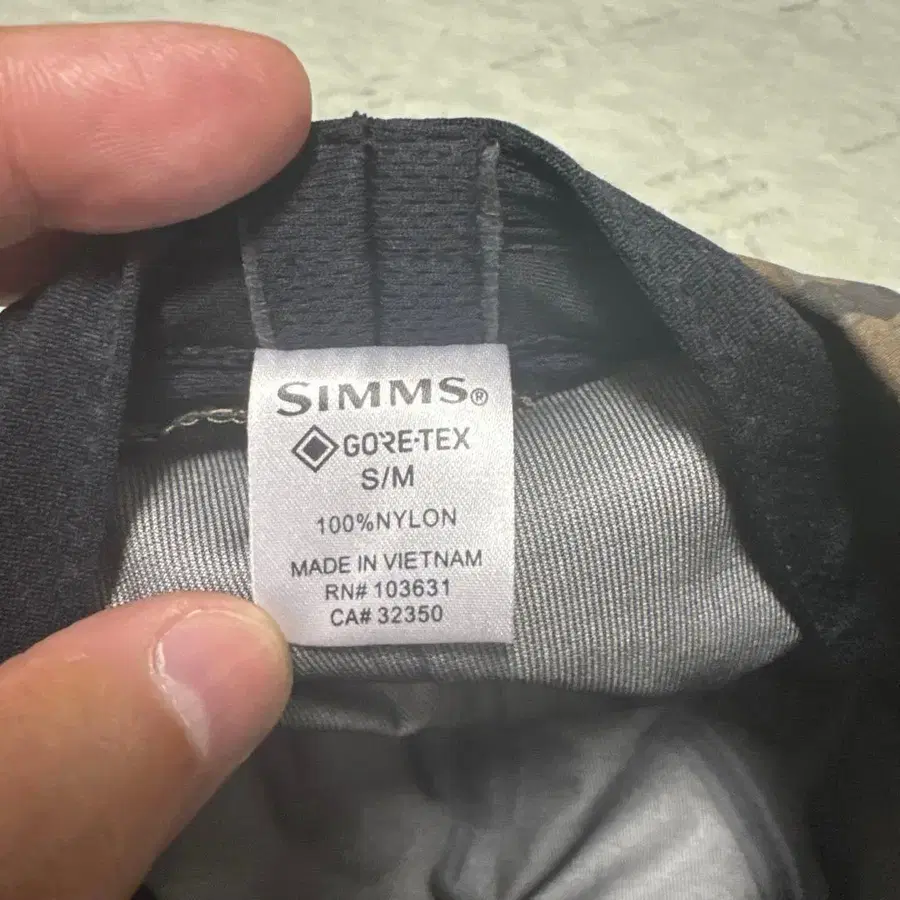 SIMMS®
GORE-TEX
S/M
100%NYLON
MADE IN VIETNAM
RN# 103631
CA# 32350